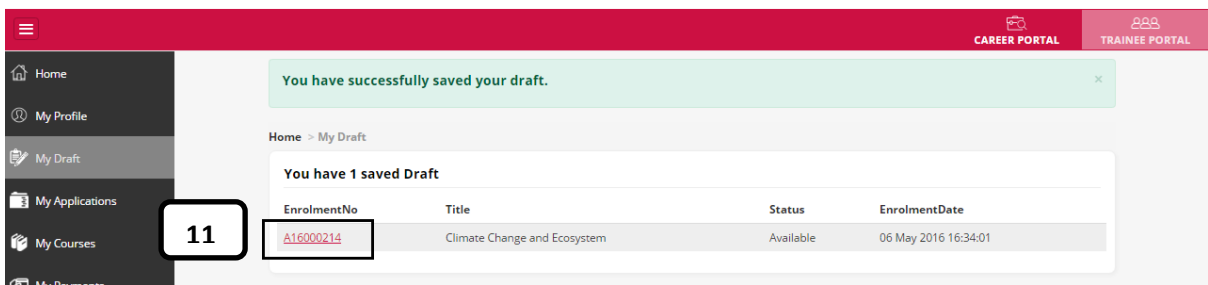 CAREER PORTAL
TRAINEE PORTAL
Home
You have successfully saved your draft.
×
My Profile
Home > My Draft
My Draft
You have 1 saved Draft
My Applications
EnrolmentNo Title Status EnrolmentDate
11
My Courses
A16000214 Climate Change and Ecosystem Available 06 May 2016 16:34:01
My Payments